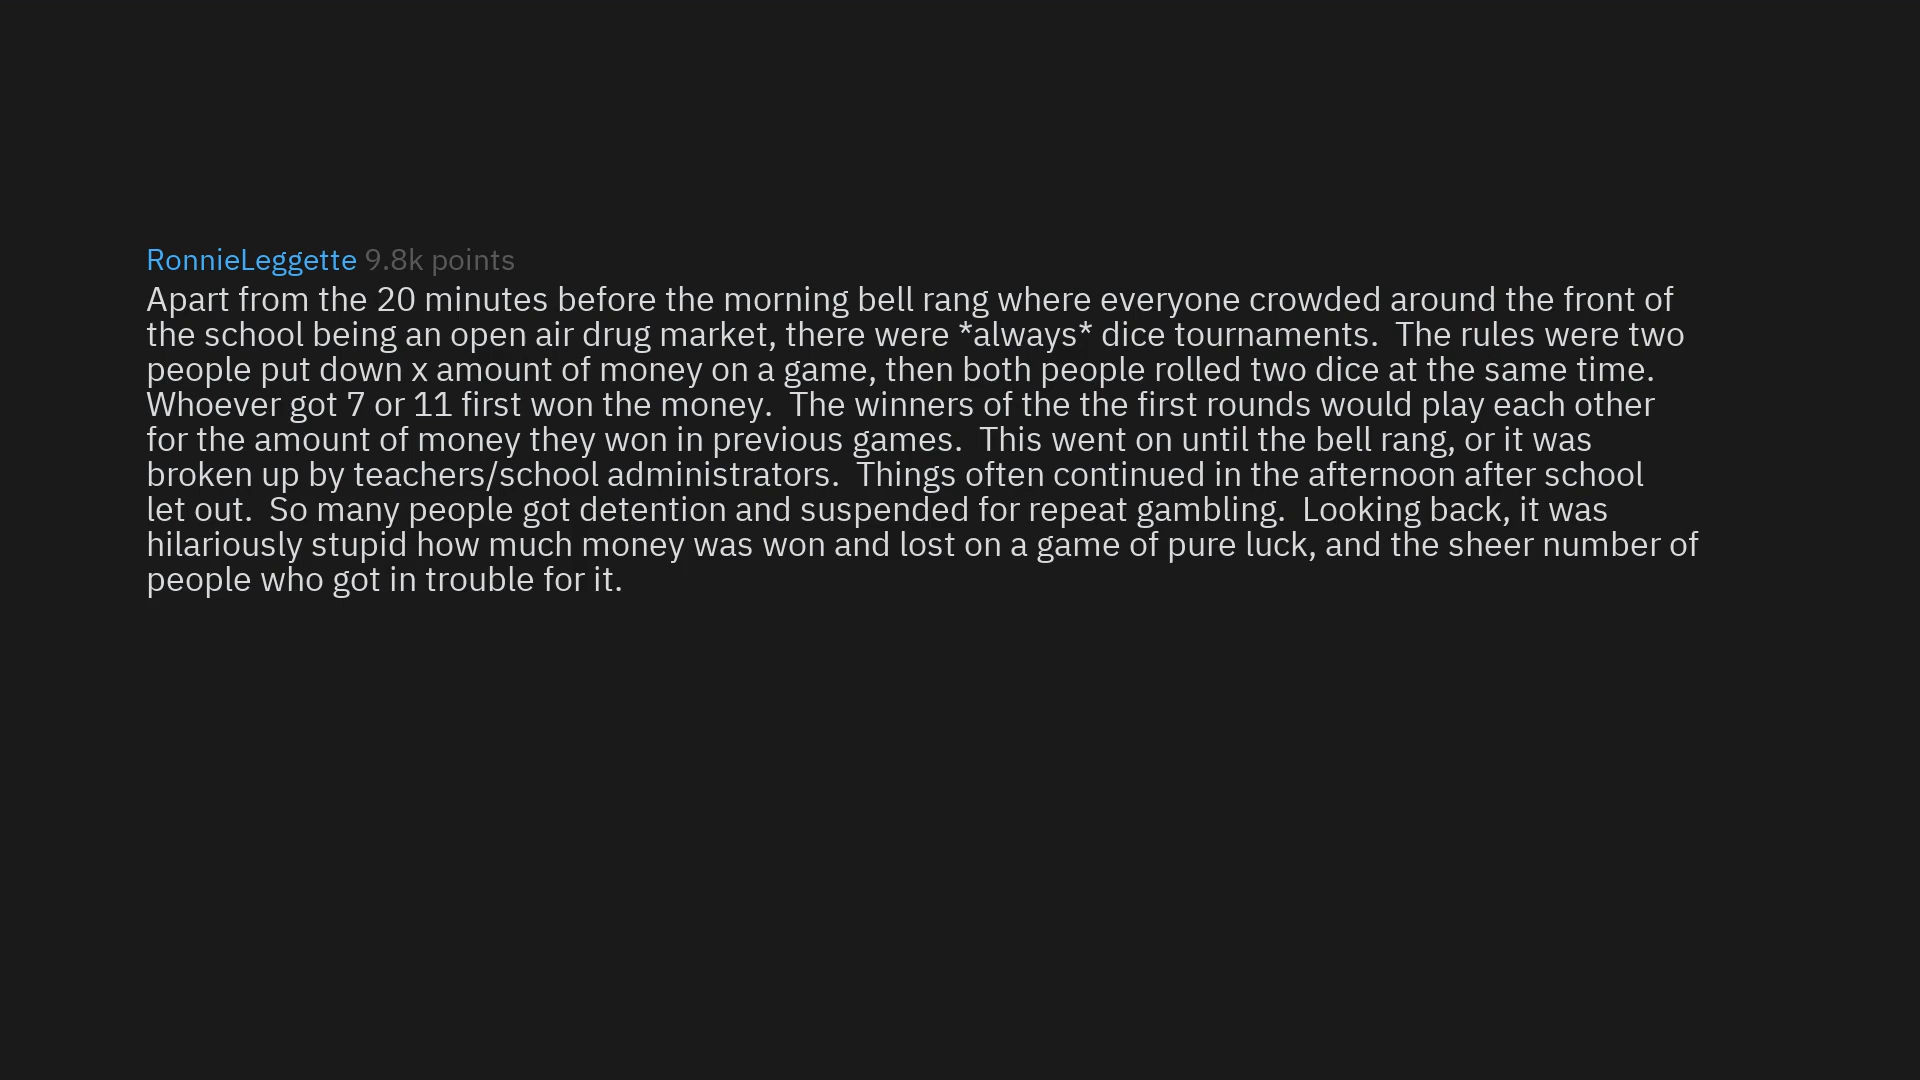 RonnieLeggette 9.8k points
Apart from the 20 minutes before the morning bell rang where everyone crowded around the front of
the school being an open air drug market, there were *always* dice tournaments.  The rules were two
people put down x amount of money on a game, then both people rolled two dice at the same time.
Whoever got 7 or 11 first won the money.  The winners of the the first rounds would play each other
for the amount of money they won in previous games.  This went on until the bell rang, or it was
broken up by teachers/school administrators.  Things often continued in the afternoon after school
let out.  So many people got detention and suspended for repeat gambling.  Looking back, it was
hilariously stupid how much money was won and lost on a game of pure luck, and the sheer number of
people who got in trouble for it.